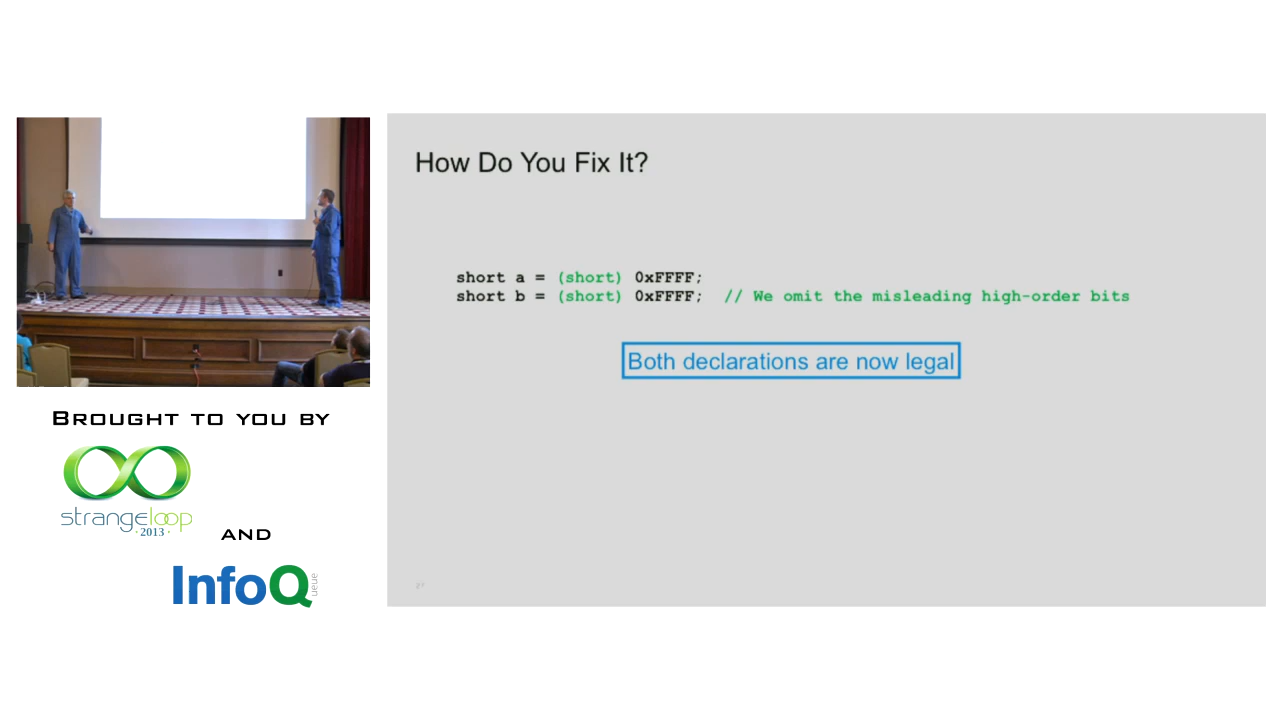 How Do You Fix It?
short a = (short) 0xFFFF;
short b = (short) 0xFFFF; // We omit the misleading high-order bits
Both declarations are now legal
BROUGHT TO YOU BY
strangeloop
· 2013 ·
AND
InfoQ
ueue